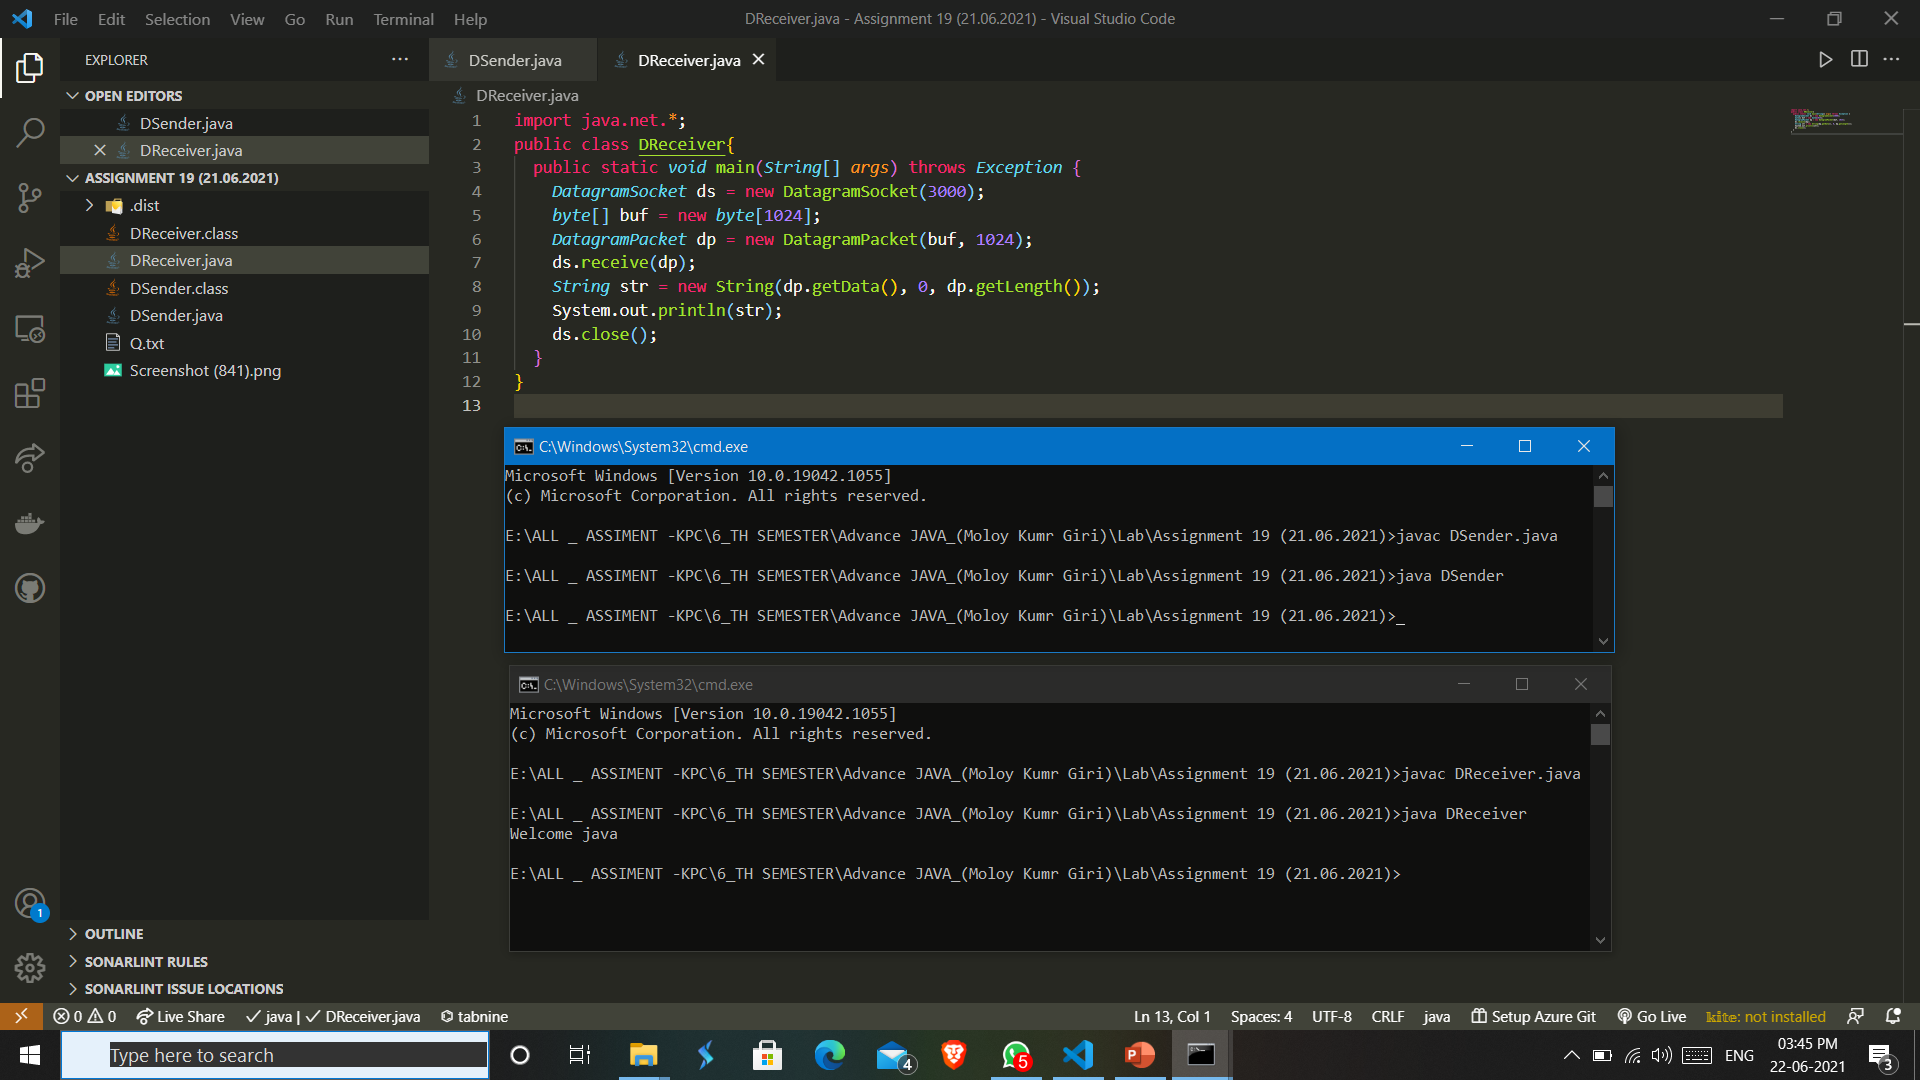 File Edit Selection View Go Run Terminal Help
DReceiver.java - Assignment 19 (21.06.2021) - Visual Studio Code
EXPLORER
OPEN EDITORS
DSender.java
DReceiver.java
ASSIGNMENT 19 (21.06.2021)
.dist
DReceiver.class
DReceiver.java
DSender.class
DSender.java
Q.txt
Screenshot (841).png
OUTLINE
SONARLINT RULES
SONARLINT ISSUE LOCATIONS
1
DSender.java DReceiver.java
DReceiver.java
1 import java.net.*;
2 public class DReceiver{
3 public static void main(String[] args) throws Exception {
4 DatagramSocket ds = new DatagramSocket(3000);
5 byte[] buf = new byte[1024];
6 DatagramPacket dp = new DatagramPacket(buf, 1024);
7 ds.receive(dp);
8 String str = new String(dp.getData(), 0, dp.getLength());
9 System.out.println(str);
10 ds.close();
11 }
12 }
13
C:\Windows\System32\cmd.exe
Microsoft Windows [Version 10.0.19042.1055]
(c) Microsoft Corporation. All rights reserved.
E:\ALL _ ASSIMENT -KPC\6_TH SEMESTER\Advance JAVA_(Moloy Kumr Giri)\Lab\Assignment 19 (21.06.2021)>javac DSender.java
E:\ALL _ ASSIMENT -KPC\6_TH SEMESTER\Advance JAVA_(Moloy Kumr Giri)\Lab\Assignment 19 (21.06.2021)>java DSender
E:\ALL _ ASSIMENT -KPC\6_TH SEMESTER\Advance JAVA_(Moloy Kumr Giri)\Lab\Assignment 19 (21.06.2021)>_
C:\Windows\System32\cmd.exe
Microsoft Windows [Version 10.0.19042.1055]
(c) Microsoft Corporation. All rights reserved.
E:\ALL _ ASSIMENT -KPC\6_TH SEMESTER\Advance JAVA_(Moloy Kumr Giri)\Lab\Assignment 19 (21.06.2021)>javac DReceiver.java
E:\ALL _ ASSIMENT -KPC\6_TH SEMESTER\Advance JAVA_(Moloy Kumr Giri)\Lab\Assignment 19 (21.06.2021)>java DReceiver
Welcome java
E:\ALL _ ASSIMENT -KPC\6_TH SEMESTER\Advance JAVA_(Moloy Kumr Giri)\Lab\Assignment 19 (21.06.2021)>
0 0 Live Share java | DReceiver.java tabnine Ln 13, Col 1 Spaces: 4 UTF-8 CRLF java Setup Azure Git Go Live kite: not installed
Type here to search 4 5 ENG 03:45 PM
22-06-2021 3